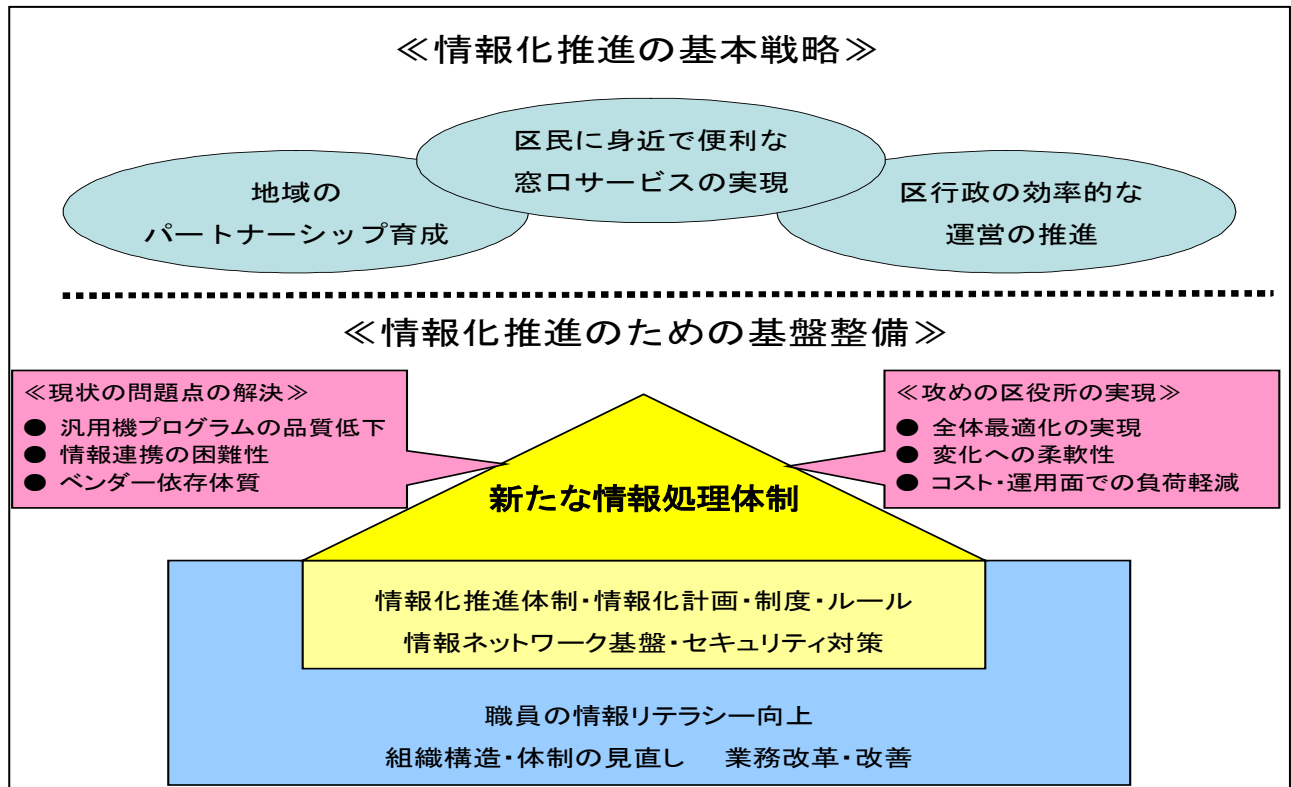 ≪情報化推進の基本戦略≫
区民に身近で便利な
窓口サービスの実現
地域の
パートナーシップ育成
区行政の効率的な
運営の推進
≪情報化推進のための基盤整備≫
≪現状の問題点の解決≫
● 汎用機プログラムの品質低下
● 情報連携の困難性
● ベンダー依存体質
≪攻めの区役所の実現≫
● 全体最適化の実現
● 変化への柔軟性
● コスト・運用面での負荷軽減
新たな情報処理体制
情報化推進体制・情報化計画・制度・ルール
情報ネットワーク基盤・セキュリティ対策
職員の情報リテラシー向上
組織構造・体制の見直し　業務改革・改善